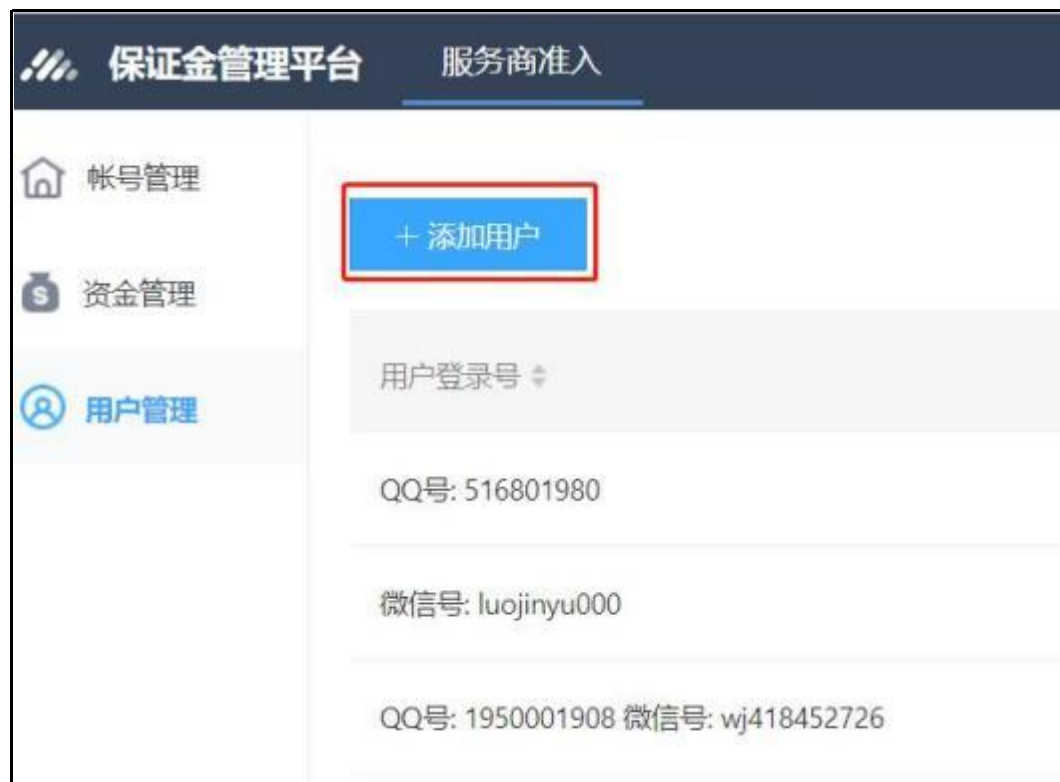 保证金管理平台 服务商准入
帐号管理
+ 添加用户
资金管理
用户登录号
用户管理
QQ号: 516801980
微信号: luojinyu000
QQ号: 1950001908 微信号: wj418452726